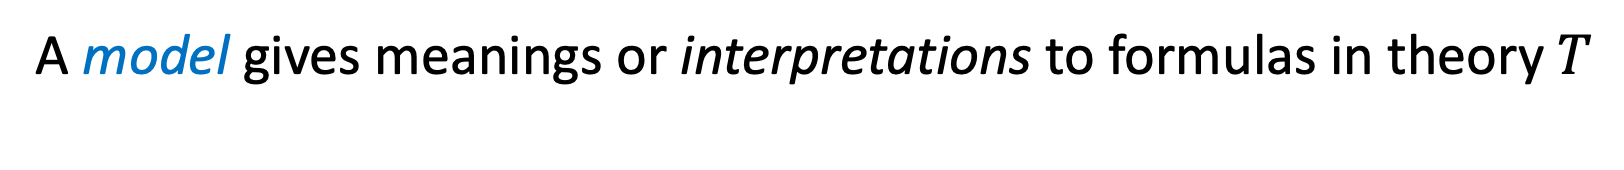 A model gives meanings or interpretations to formulas in theory T